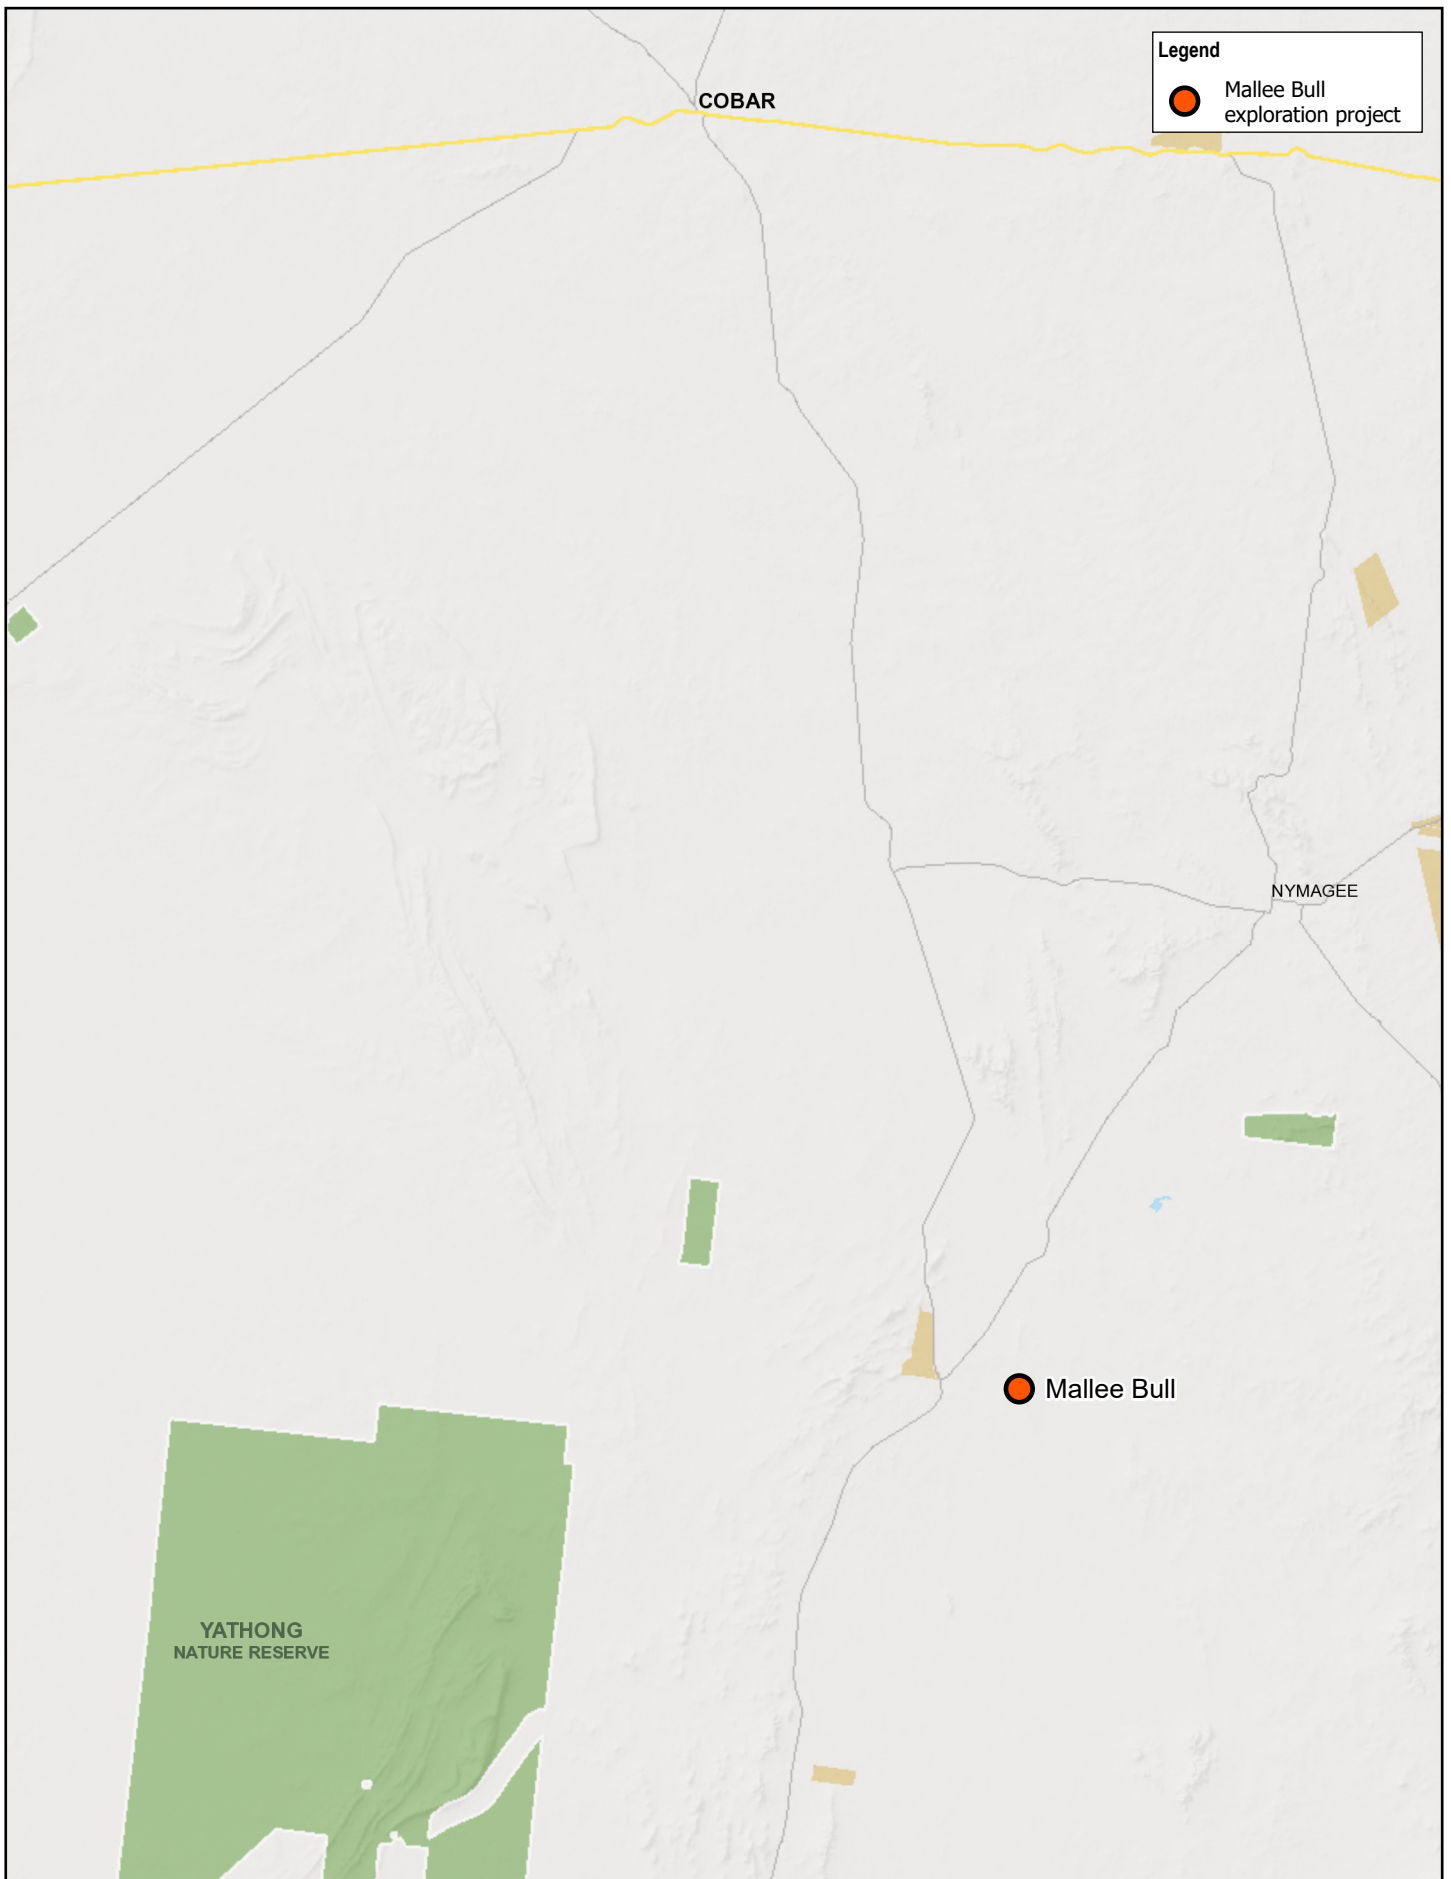 Legend
Mallee Bull
exploration project
COBAR
NYMAGEE
Mallee Bull
YATHONG
NATURE RESERVE